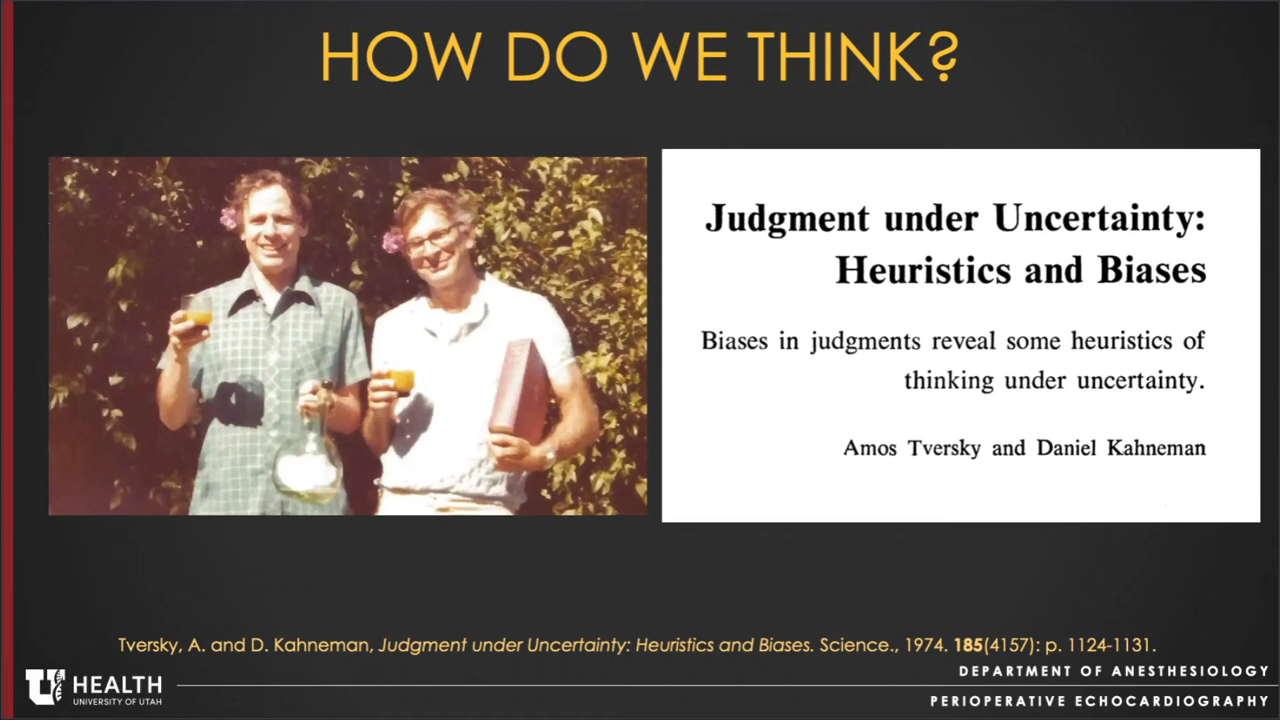 HOW DO WE THINK?
Judgment under Uncertainty:
Heuristics and Biases
Biases in judgments reveal some heuristics of
thinking under uncertainty.
Amos Tversky and Daniel Kahneman
Tversky, A. and D. Kahneman, Judgment under Uncertainty: Heuristics and Biases. Science., 1974. 185(4157): p. 1124-1131.
U HEALTH
UNIVERSITY OF UTAH
DEPARTMENT OF ANESTHESIOLOGY
PERIOPERATIVE ECHOCARDIOGRAPHY